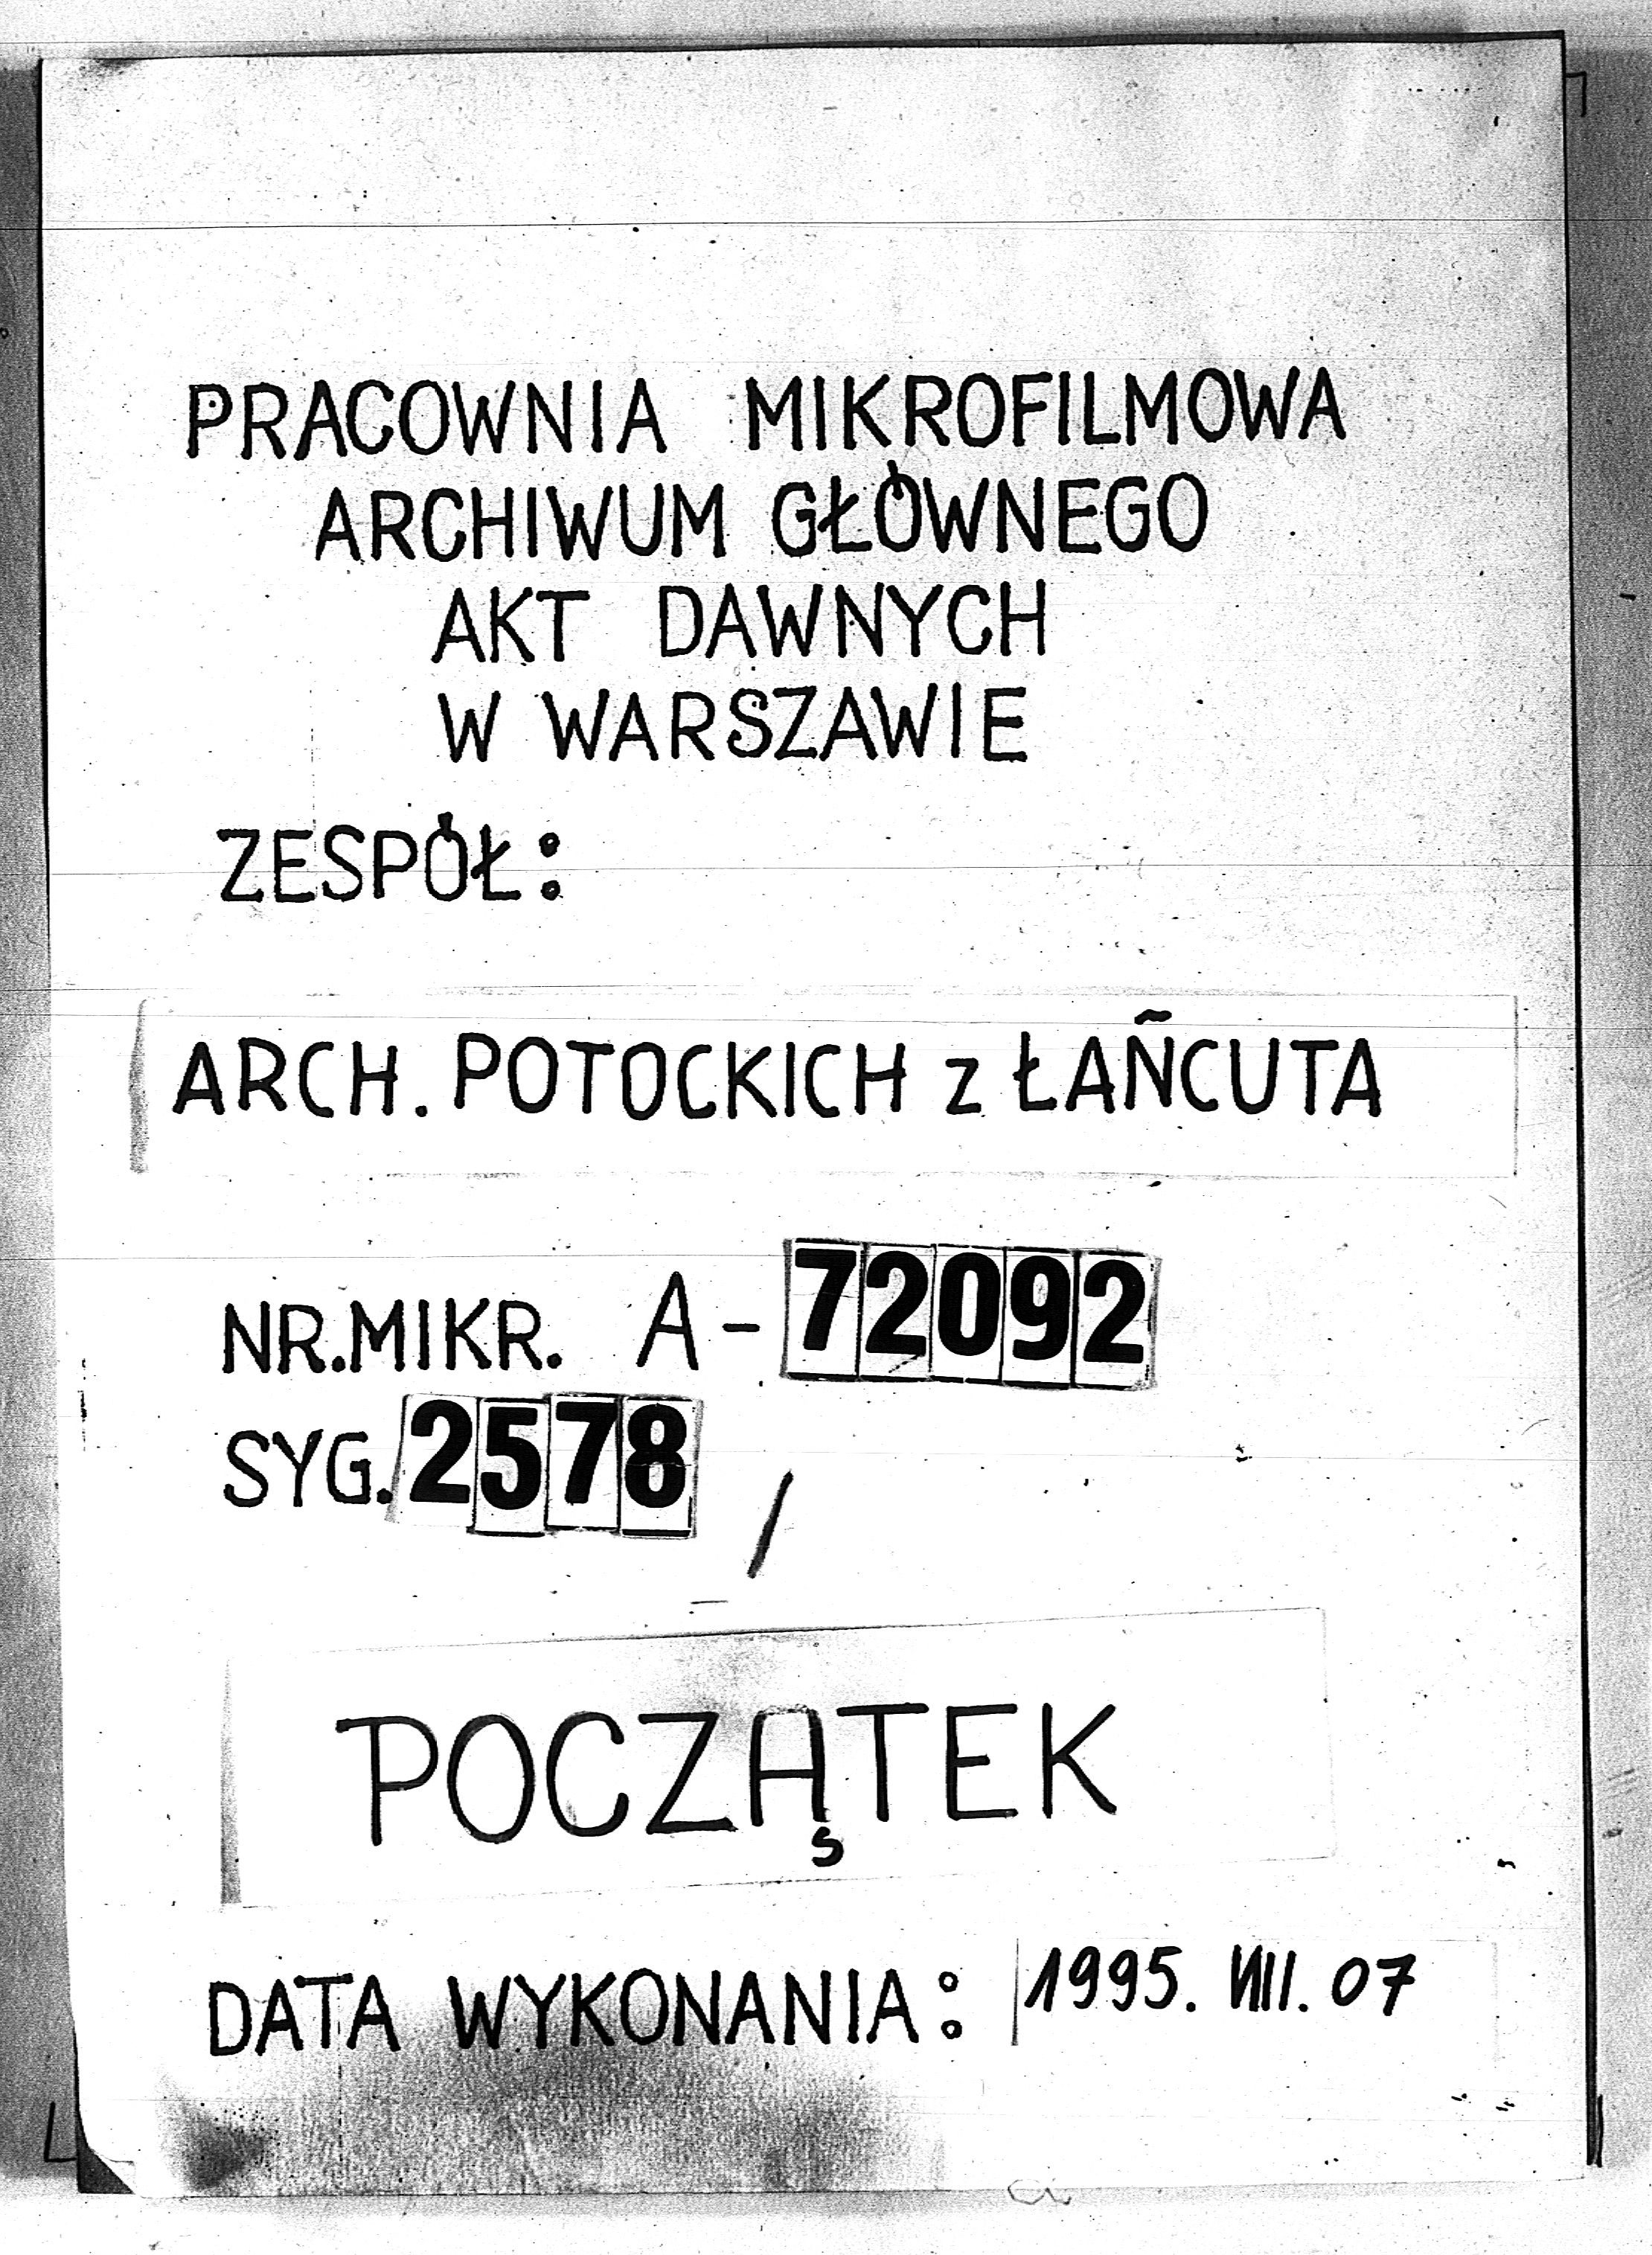 PRACOWNIA MIKROFILMOWA
ARCHIWUM GŁÓWNEGO
AKT DAWNYCH
W WARSZAWIE
ZESPÓŁ:
ARCH. POTOCKICH z ŁAŃCUTA
NR.MIKR. A-72092
SYG. 2578 /
POCZĄTEK
DATA WYKONANIA: 1995. VIII. 07